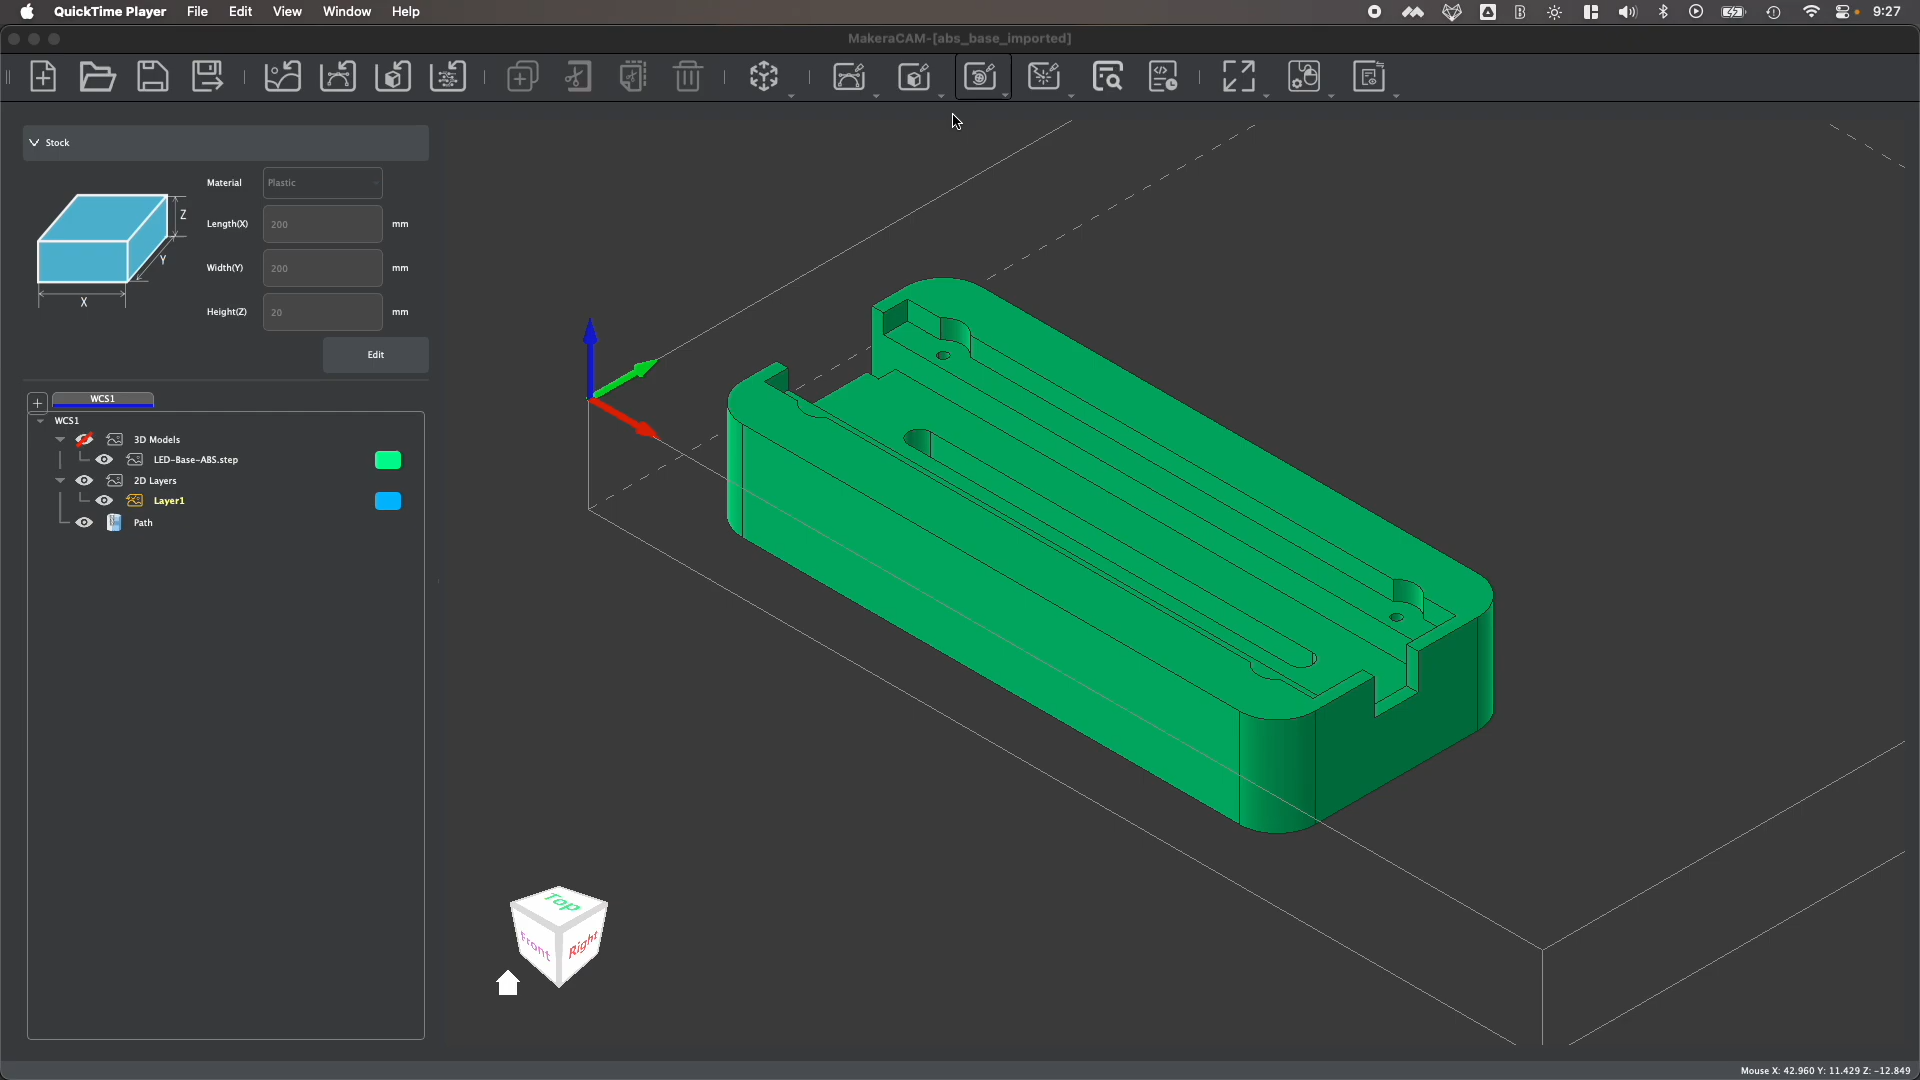 QuickTime Player File Edit View Window Help 9:27
MakeraCAM-[abs_base_imported]
Stock
Material Plastic
Length(X) 200 mm
Width(Y) 200 mm
Height(Z) 20 mm
Z
Y
X
Edit
+ WCS1
WCS1
3D Models
LED-Base-ABS.step
2D Layers
Layer1
Path
Top
Front
Right
Mouse X: 42.960 Y: 11.429 Z: -12.849